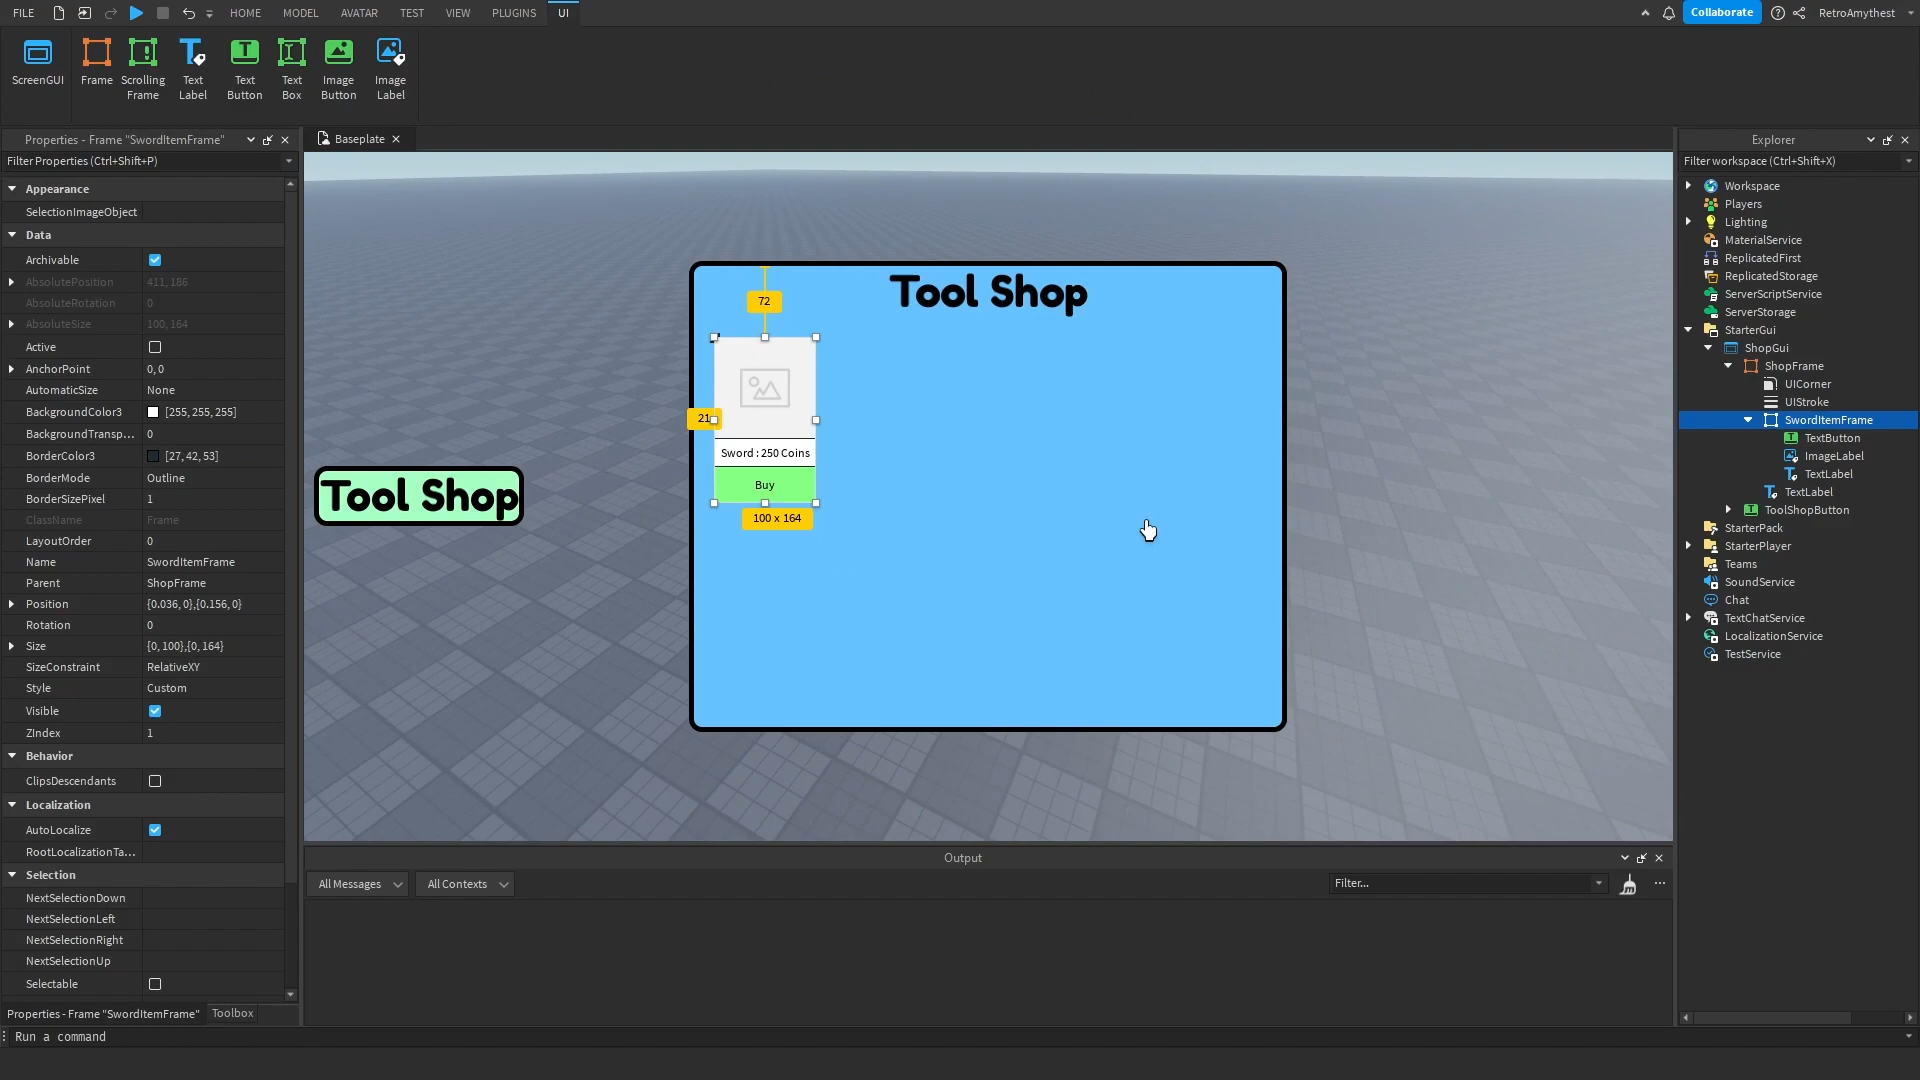 FILE
HOME
MODEL
AVATAR
TEST
VIEW
PLUGINS
UI
Collaborate
RetroAmythest
ScreenGUI
Frame
Scrolling
Frame
Text
Label
Text
Button
Text
Box
Image
Button
Image
Label
Properties - Frame "SwordItemFrame"
Filter Properties (Ctrl+Shift+P)
Appearance
SelectionImageObject
Data
Archivable
AbsolutePosition 411, 186
AbsoluteRotation 0
AbsoluteSize 100, 164
Active
AnchorPoint 0, 0
AutomaticSize None
BackgroundColor3 [255, 255, 255]
BackgroundTransp... 0
BorderColor3 [27, 42, 53]
BorderMode Outline
BorderSizePixel 1
ClassName Frame
LayoutOrder 0
Name SwordItemFrame
Parent ShopFrame
Position {0.036, 0},{0.156, 0}
Rotation 0
Size {0, 100},{0, 164}
SizeConstraint RelativeXY
Style Custom
Visible
ZIndex 1
Behavior
ClipsDescendants
Localization
AutoLocalize
RootLocalizationTa...
Selection
NextSelectionDown
NextSelectionLeft
NextSelectionRight
NextSelectionUp
Selectable
Properties - Frame "SwordItemFrame"
Toolbox
Run a command
Baseplate
Tool Shop
Tool Shop
72
21
Sword : 250 Coins
Buy
100 x 164
Output
All Messages
All Contexts
Filter...
Explorer
Filter workspace (Ctrl+Shift+X)
Workspace
Players
Lighting
MaterialService
ReplicatedFirst
ReplicatedStorage
ServerScriptService
ServerStorage
StarterGui
ShopGui
ShopFrame
UICorner
UIStroke
SwordItemFrame
TextButton
ImageLabel
TextLabel
TextLabel
ToolShopButton
StarterPack
StarterPlayer
Teams
SoundService
Chat
TextChatService
LocalizationService
TestService